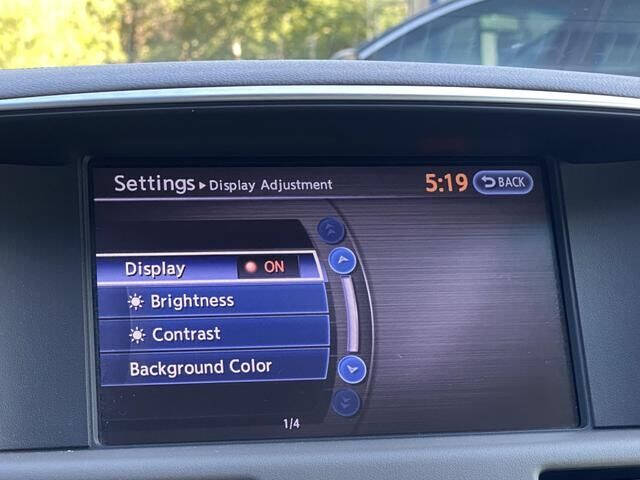 Settings ▸ Display Adjustment 5:19 BACK
Display ON
Brightness
Contrast
Background Color
1/4